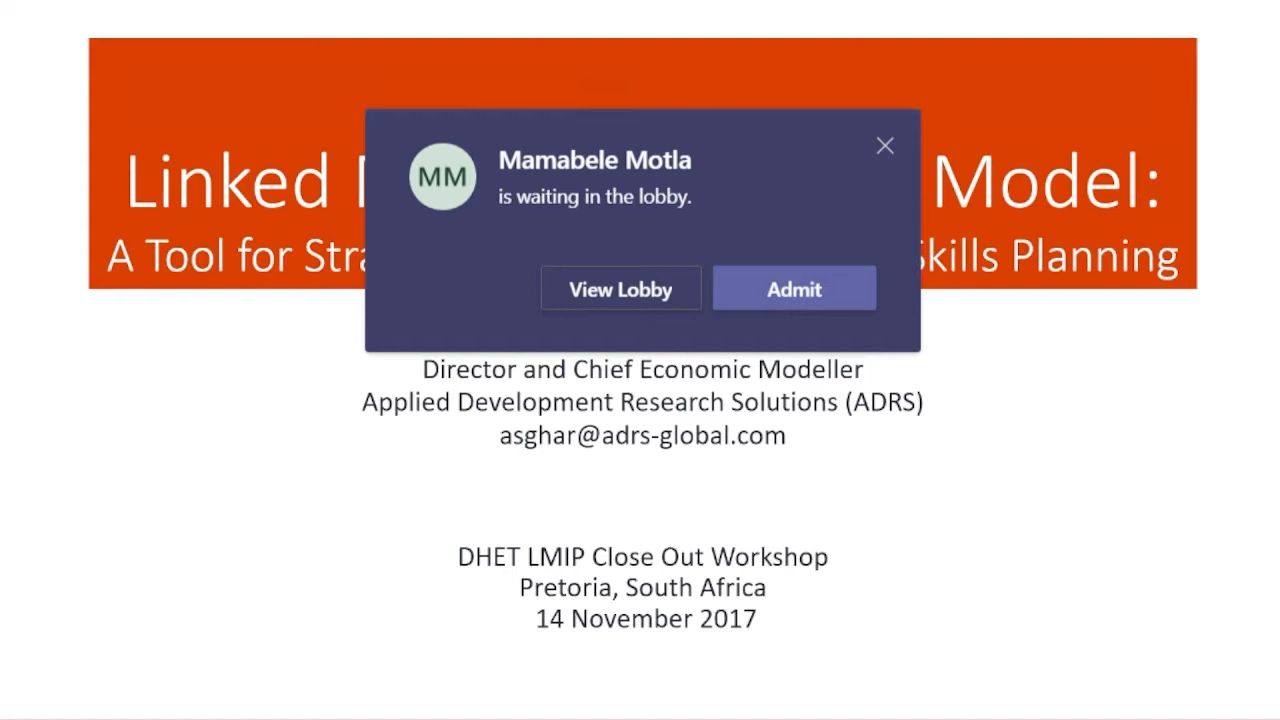 Linked Model:
A Tool for Skills Planning
MM
Mamabele Motla
is waiting in the lobby.
View Lobby
Admit
Director and Chief Economic Modeller
Applied Development Research Solutions (ADRS)
asghar@adrs-global.com
DHET LMIP Close Out Workshop
Pretoria, South Africa
14 November 2017